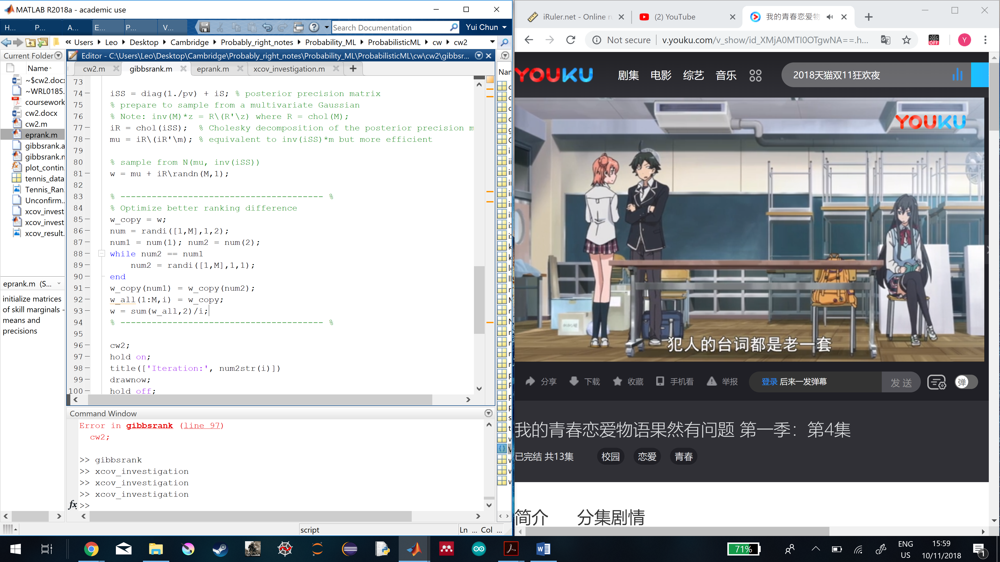 MATLAB R2018a - academic use
H... P... A... E... P... V...
Search Documentation
Yui Chun
« Users Leo Desktop Cambridge Probably_right_notes Probability_ML ProbabilisticML cw cw2
Current Folder
Name
~$cw2.docx
~WRL0185.
coursework
cw2.docx
cw2.m
eprank.m
gibbsrank.a
gibbsrank.m
plot_contin.
tennis_data
Tennis_Ran.
Unconfirm..
xcov_invest
xcov_invest
xcov_result.
eprank.m (S...
initialize matrices
of skill marginals -
means and
precisions
Editor - C:\Users\Leo\Desktop\Cambridge\Probably_right_notes\Probability_ML\ProbabilisticML\cw\cw2\gibbsr...
cw2.m gibbsrank.m eprank.m xcov_investigation.m
73
74 iSS = diag(1./pv) + iS; % posterior precision matrix
75 % prepare to sample from a multivariate Gaussian
76 % Note: inv(M)*z = R\(R'\z) where R = chol(M);
77 iR = chol(iSS); % Cholesky decomposition of the posterior precision m
78 mu = iR\(iR'\m); % equivalent to inv(iSS)*m but more efficient
79
80 % sample from N(mu, inv(iSS))
81 w = mu + iR\randn(M,1);
82
83 % --------------------------------------- %
84 % Optimize better ranking difference
85 w_copy = w;
86 num = randi([1,M],1,2);
87 num1 = num(1); num2 = num(2);
88 while num2 == num1
89 num2 = randi([1,M],1,1);
90 end
91 w_copy(num1) = w_copy(num2);
92 w_all(1:M,i) = w_copy;
93 w = sum(w_all,2)/i;
94 % --------------------------------------- %
95
96 cw2;
97 hold on;
98 title(['Iteration:', num2str(i)])
99 drawnow;
100 hold off;
Command Window
Error in gibbsrank (line 97)
cw2;
>> gibbsrank
>> xcov_investigation
>> xcov_investigation
>> xcov_investigation
fx >>
script
Ln ... Col ...
Nar
iRuler.net - Online ru
(2) YouTube
我的青春恋爱物
Not secure
v.youku.com/v_show/id_XMjA0MTI0OTgwNA==.h...
OFF
Y
YOUKU
剧集 电影 综艺 音乐
2018天猫双11狂欢夜
YOUKU
犯人的台词都是老一套
分享 下载 收藏 手机看 举报
登录 后来一发弹幕
发送
弹
我的青春恋爱物语果然有问题 第一季：第4集
已完结 共13集 校园 恋爱 青春
简介 分集剧情
71%
ENG
US
15:59
10/11/2018
1